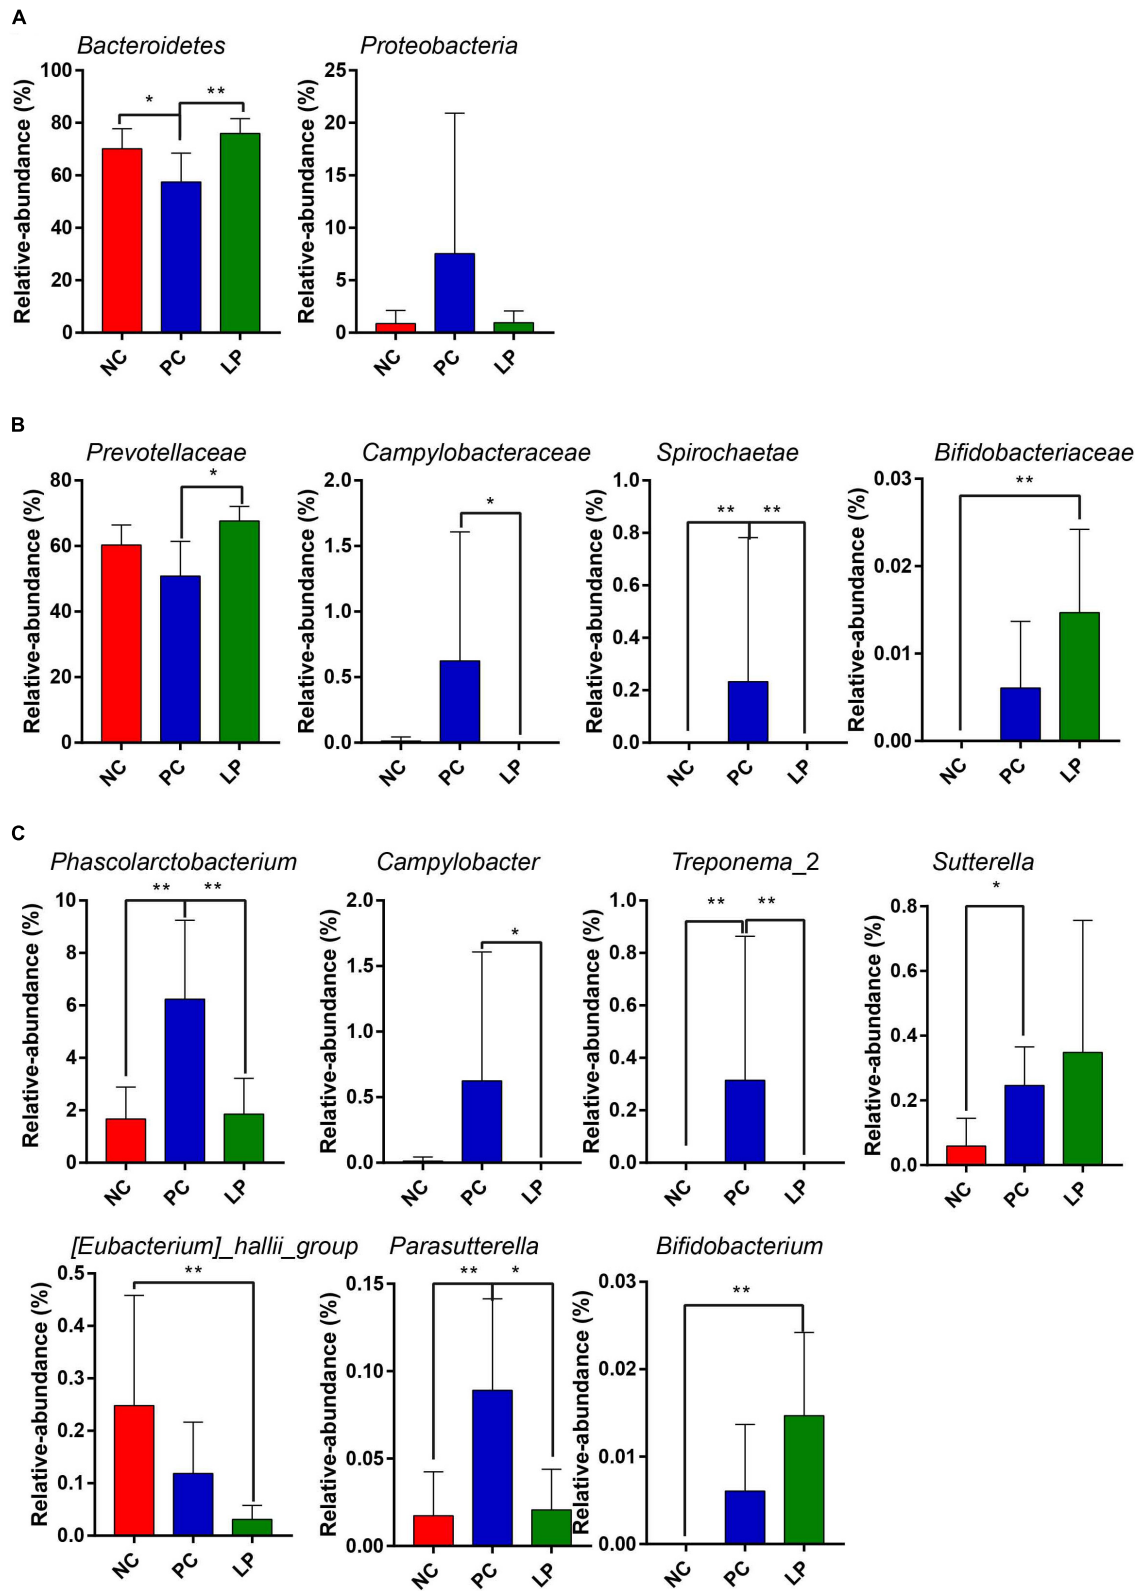 A
Bacteroidetes Proteobacteria
Relative-abundance (%) 100 80 60 40 20 0 * ** NC PC LP
Relative-abundance (%) 25 20 15 10 5 0 NC PC LP
B
Prevotellaceae Campylobacteraceae Spirochaetae Bifidobacteriaceae
Relative-abundance (%) 80 60 40 20 0 * NC PC LP
Relative-abundance (%) 2.0 1.5 1.0 0.5 0.0 * NC PC LP
Relative-abundance (%) 1.0 0.8 0.6 0.4 0.2 0.0 ** ** NC PC LP
Relative-abundance (%) 0.03 0.02 0.01 0.00 ** NC PC LP
C
Phascolarctobacterium Campylobacter Treponema_2 Sutterella
Relative-abundance (%) 10 8 6 4 2 0 ** ** NC PC LP
Relative-abundance (%) 2.0 1.5 1.0 0.5 0.0 * NC PC LP
Relative-abundance (%) 1.0 0.8 0.6 0.4 0.2 0.0 ** ** NC PC LP
Relative-abundance (%) 0.8 0.6 0.4 0.2 0.0 * NC PC LP
[Eubacterium]_hallii_group Parasutterella Bifidobacterium
Relative-abundance (%) 0.5 0.4 0.3 0.2 0.1 0.0 ** NC PC LP
Relative-abundance (%) 0.15 0.10 0.05 0.00 ** * NC PC LP
Relative-abundance (%) 0.03 0.02 0.01 0.00 ** NC PC LP